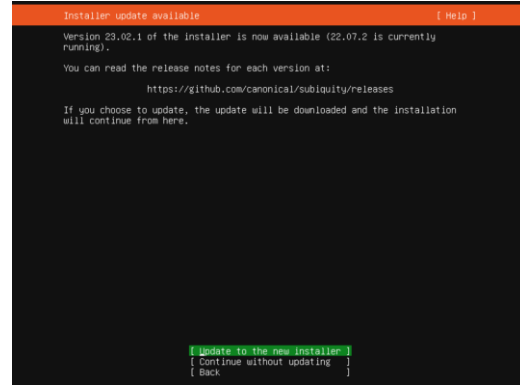 Installer update available [ Help ]
Version 23.02.1 of the installer is now available (22.07.2 is currently
running).
You can read the release notes for each version at:
https://github.com/canonical/subiquity/releases
If you choose to update, the update will be downloaded and the installation
will continue from here.
[ Update to the new installer ]
[ Continue without updating ]
[ Back ]